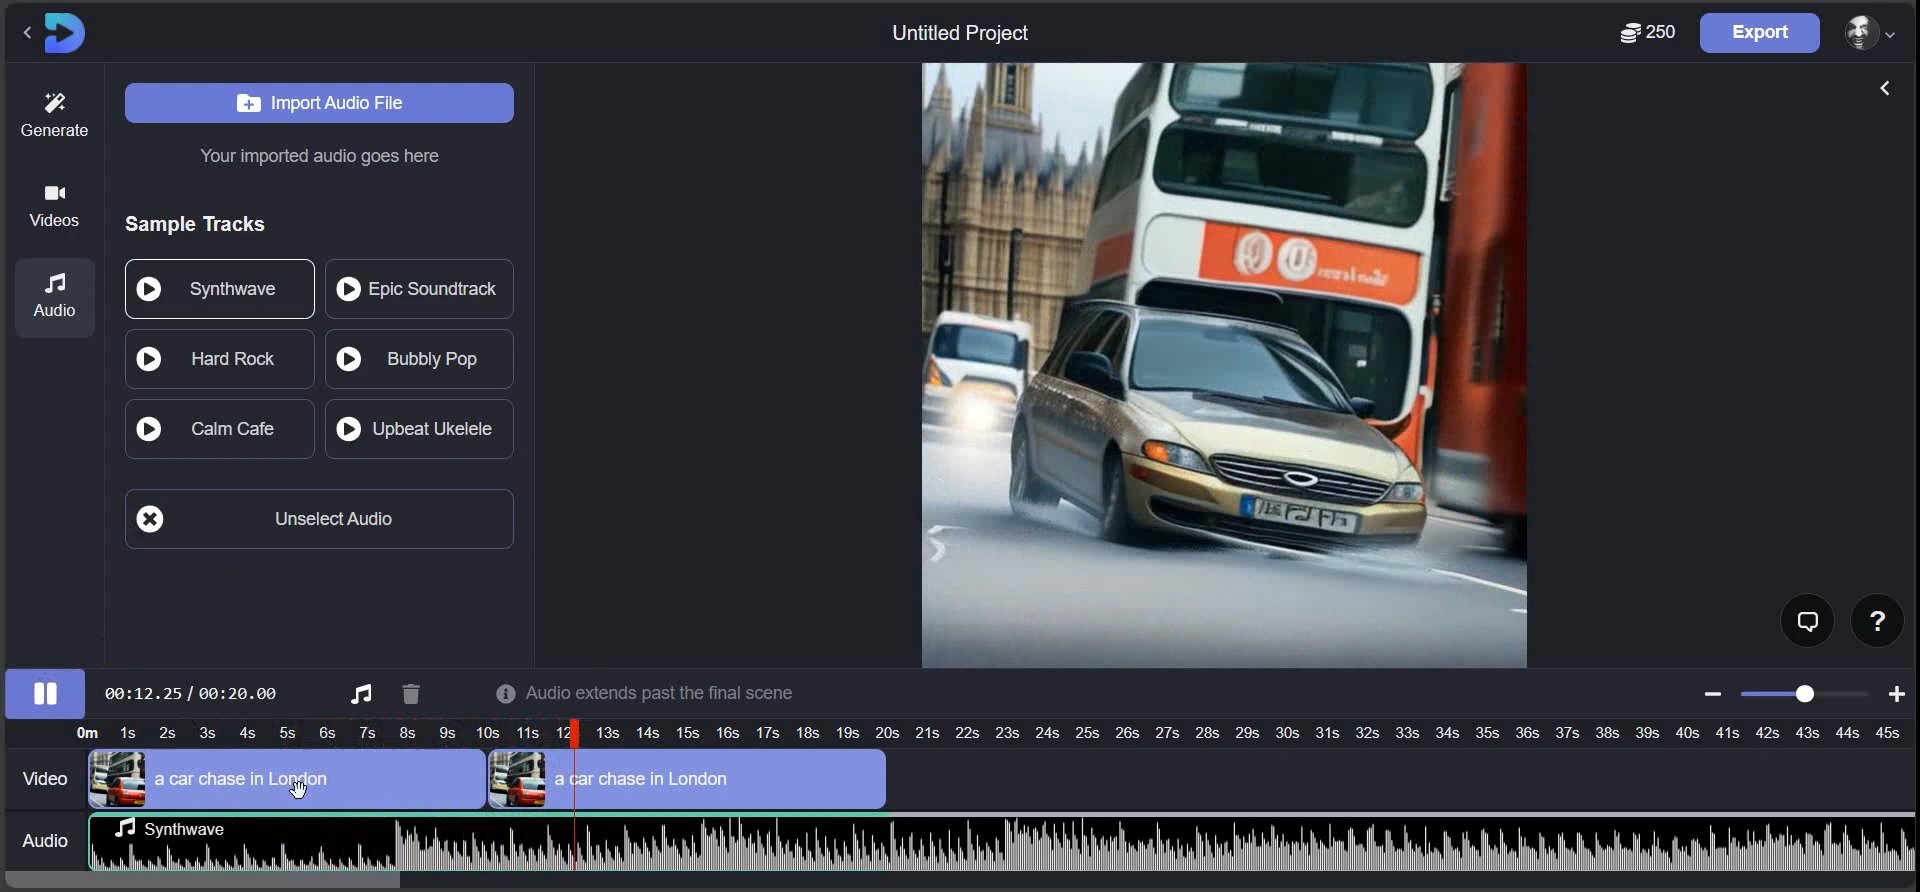 Untitled Project
250
Export
Generate
Videos
Audio
Import Audio File
Your imported audio goes here
Sample Tracks
Synthwave
Epic Soundtrack
Hard Rock
Bubbly Pop
Calm Cafe
Upbeat Ukelele
Unselect Audio
?
00:12.25 / 00:20.00
Audio extends past the final scene
0m 1s 2s 3s 4s 5s 6s 7s 8s 9s 10s 11s 12 13s 14s 15s 16s 17s 18s 19s 20s 21s 22s 23s 24s 25s 26s 27s 28s 29s 30s 31s 32s 33s 34s 35s 36s 37s 38s 39s 40s 41s 42s 43s 44s 45s
Video
a car chase in London
a car chase in London
Audio
Synthwave